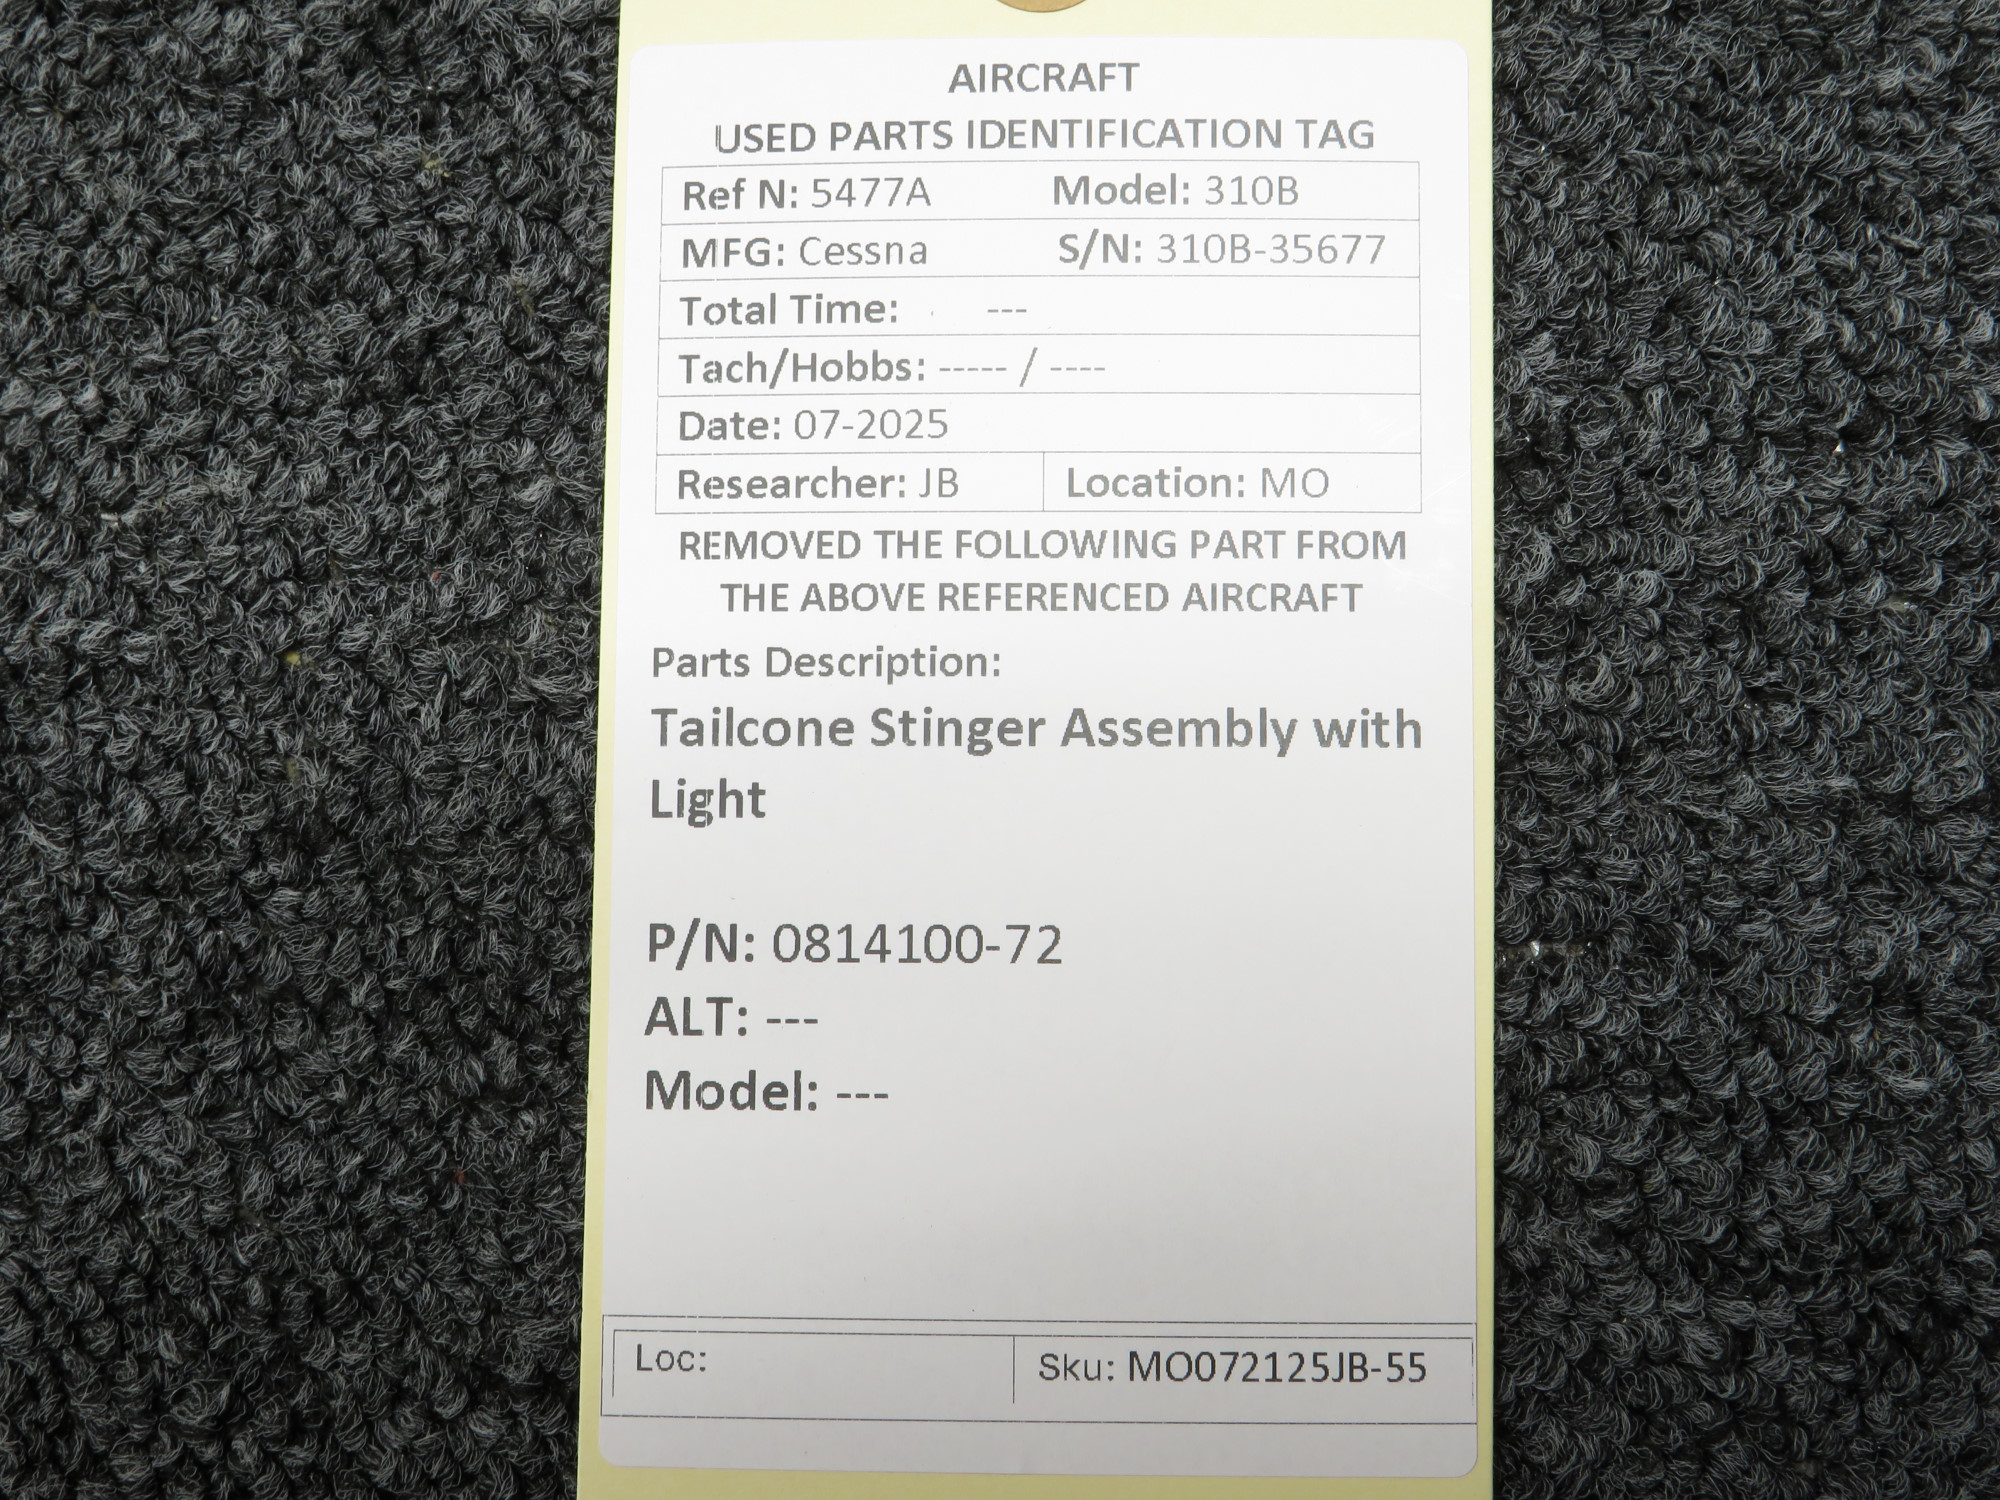 AIRCRAFT
USED PARTS IDENTIFICATION TAG
Ref N: 5477A Model: 310B
MFG: Cessna S/N: 310B-35677
Total Time: ---
Tach/Hobbs: ----- / ----
Date: 07-2025
Researcher: JB Location: MO
REMOVED THE FOLLOWING PART FROM
THE ABOVE REFERENCED AIRCRAFT
Parts Description:
Tailcone Stinger Assembly with
Light
P/N: 0814100-72
ALT: ---
Model: ---
Loc: Sku: MO072125JB-55